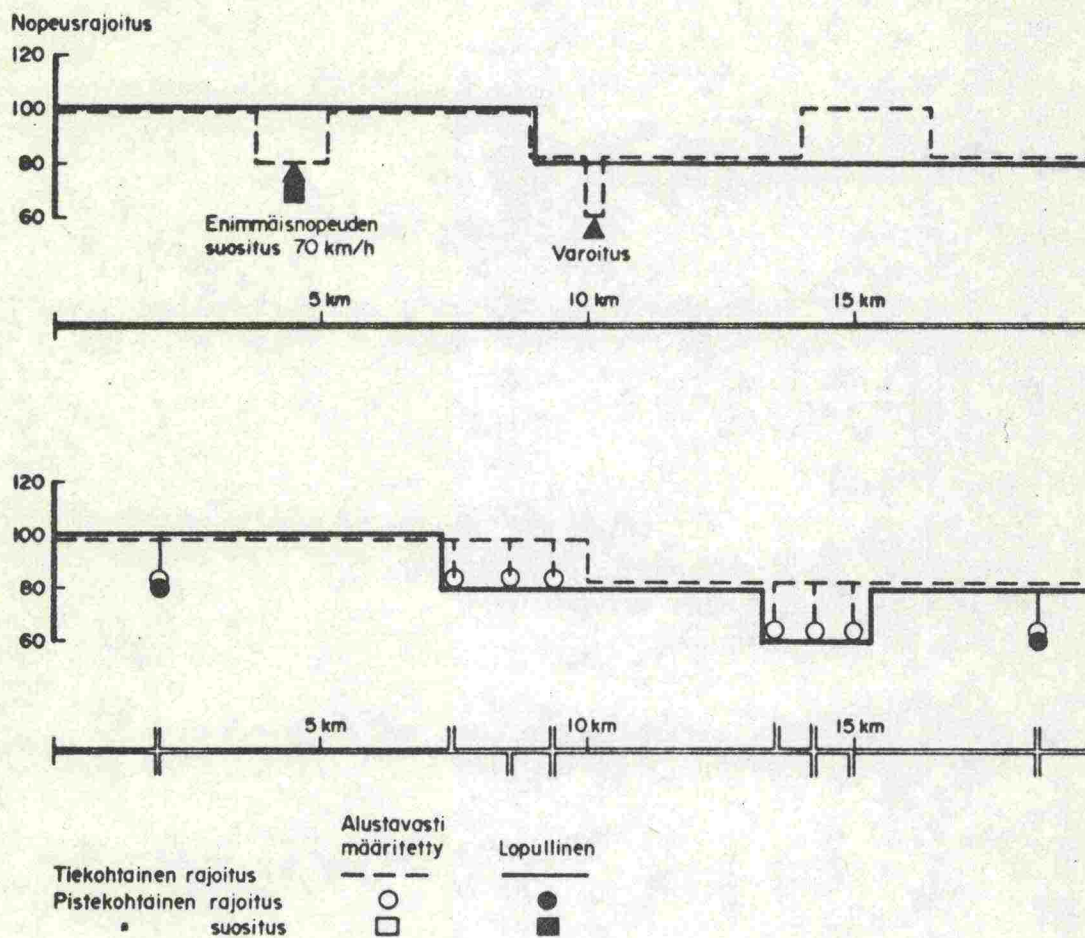 Nopeusrajoitus
120
100
80
60
Enimmäisnopeuden
suositus 70 km/h
Varoitus
5 km 10 km 15 km
120
100
80
60
5 km 10 km 15 km
Alustavasti
määritetty Lopullinen
Tiekohtainen rajoitus
Pistekohtainen rajoitus
" suositus